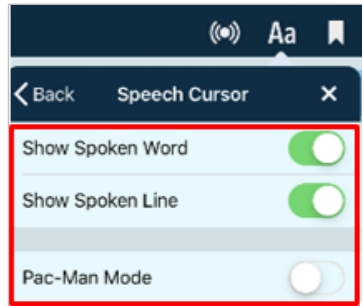 Aa
Back Speech Cursor
Show Spoken Word
Show Spoken Line
Pac-Man Mode